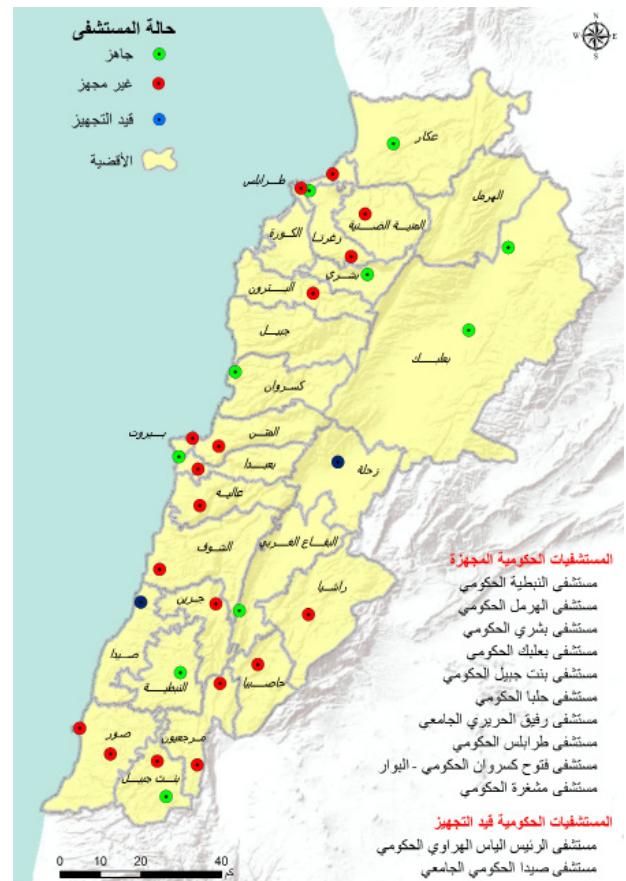 حالة المستشفى
جاهز
غير مجهز
قيد التجهيز
الأقضية
N
W E
S
عكار
طرابلس
الهرمل
المنية الضنية
زغرتا
الكورة
بشري
البترون
جبيل
بعلبك
كسروان
المتن
بيروت
بعبدا
زحلة
عاليه
الشوف
البقاع الغربي
راشيا
جزين
صيدا
حاصبيا
النبطية
مرجعيون
صور
بنت جبيل
المستشفيات الحكومية المجهزة
مستشفى النبطية الحكومي
مستشفى الهرمل الحكومي
مستشفى بشري الحكومي
مستشفى بعلبك الحكومي
مستشفى بنت جبيل الحكومي
مستشفى حلبا الحكومي
مستشفى رفيق الحريري الجامعي
مستشفى طرابلس الحكومي
مستشفى فتوح كسروان الحكومي - البوار
مستشفى مشغرة الحكومي
المستشفيات الحكومية قيد التجهيز
مستشفى الرئيس الياس الهراوي الحكومي
مستشفى صيدا الحكومي الجامعي
0 10 20 40
كم